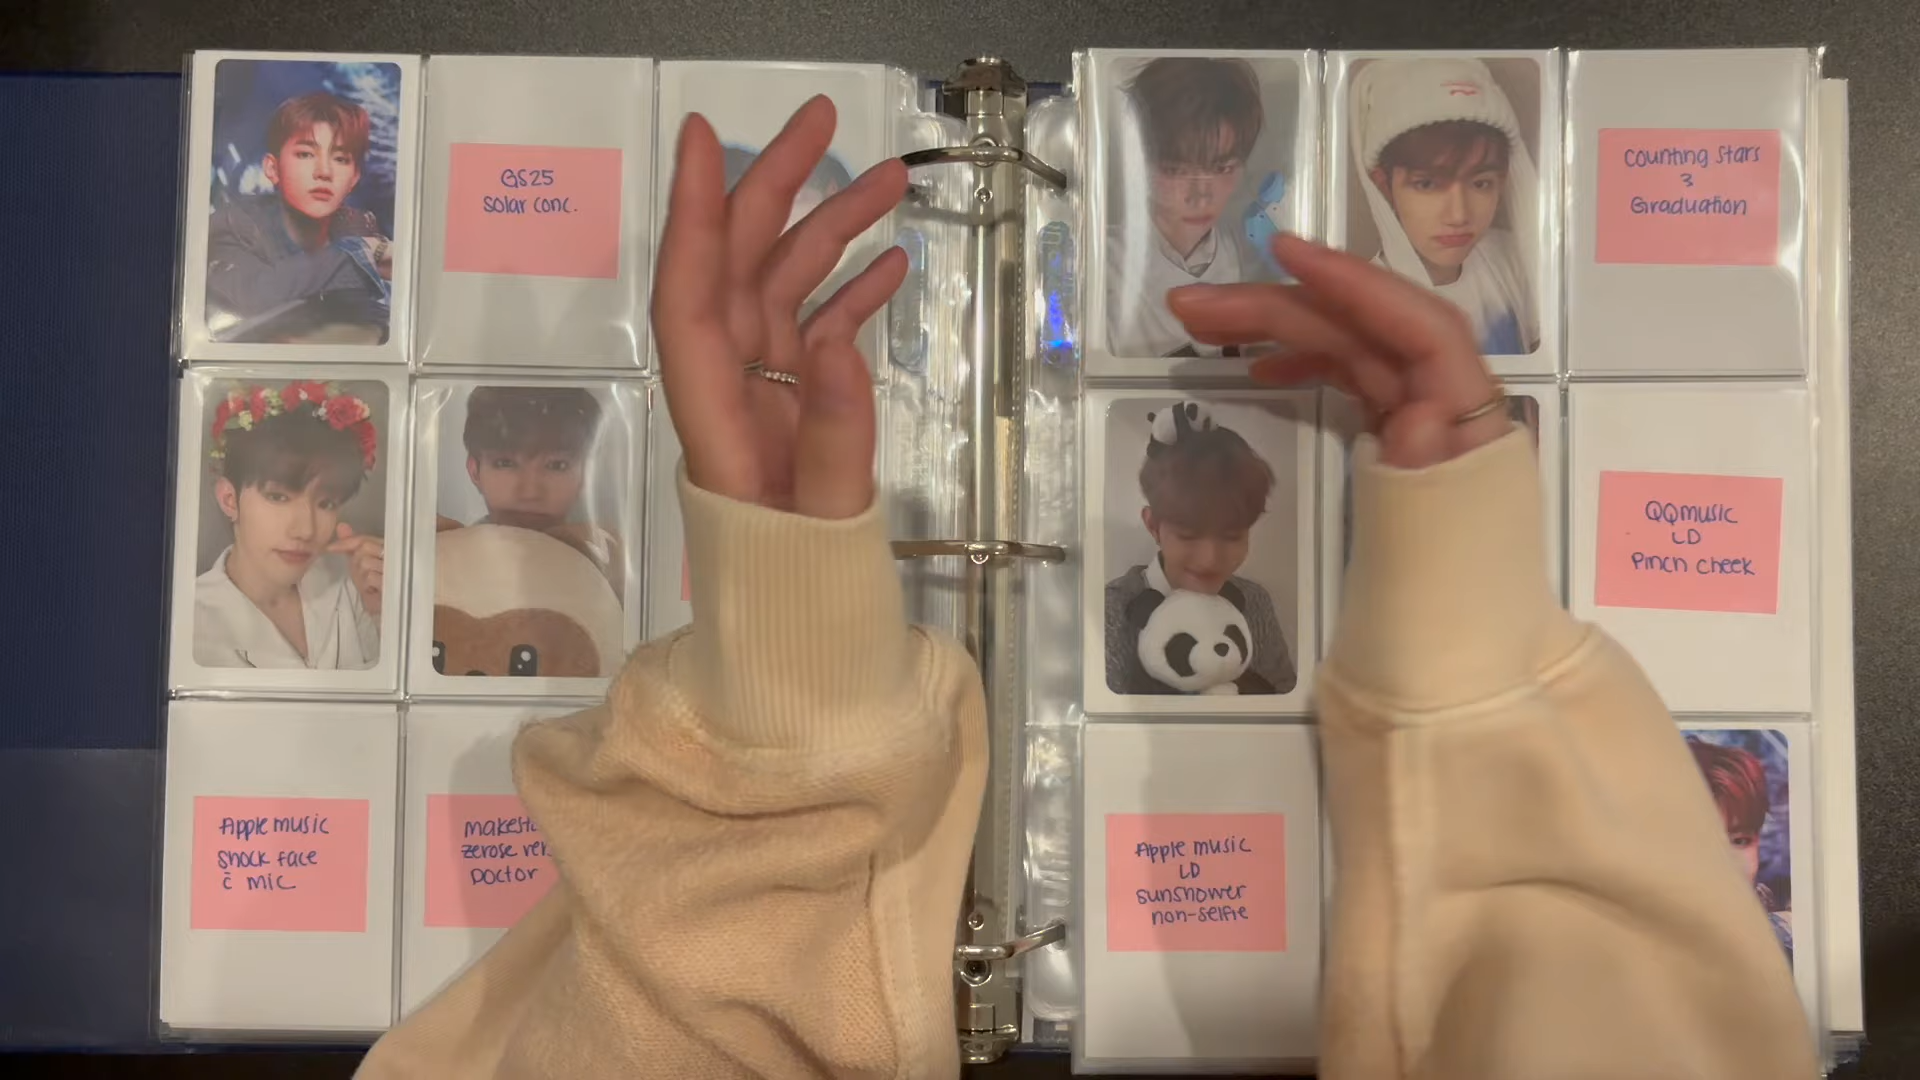 GS25
Solar conc.
Counting Stars
3
Graduation
QQmusic
LD
Pinch cheek
Apple music
Shock face
c̄ mic
zerose
Doctor
Apple music
LD
sunshower
non-selfie